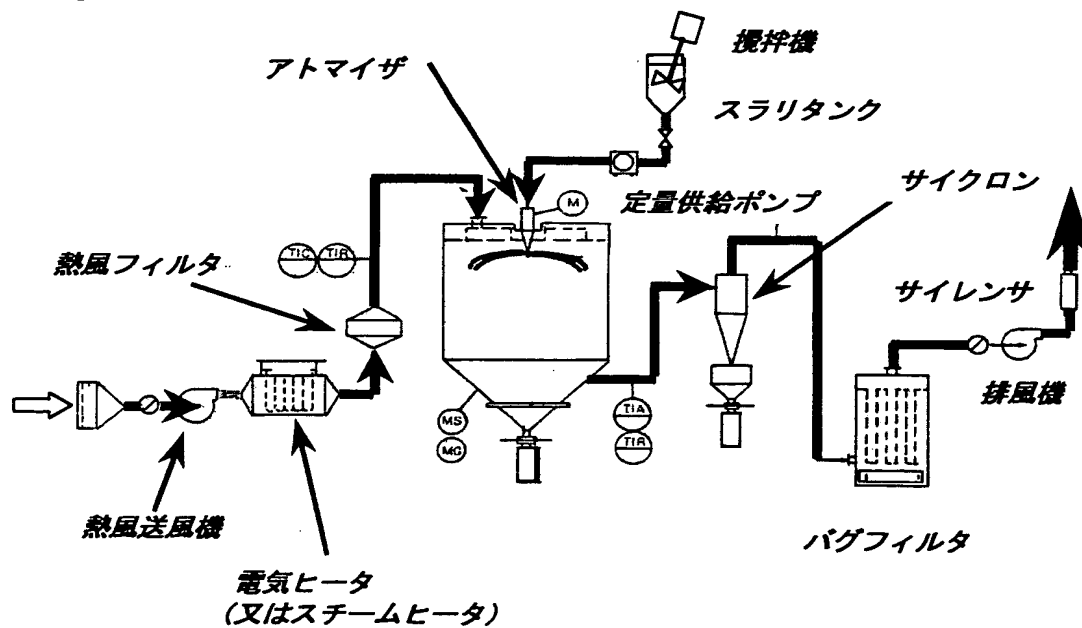 攪拌機
アトマイザ
スラリタンク
サイクロン
定量供給ポンプ
M
TIC
TIR
熱風フィルタ
サイレンサ
排風機
TIA
TIR
MS
MG
熱風送風機
バグフィルタ
電気ヒータ
(又はスチームヒータ)